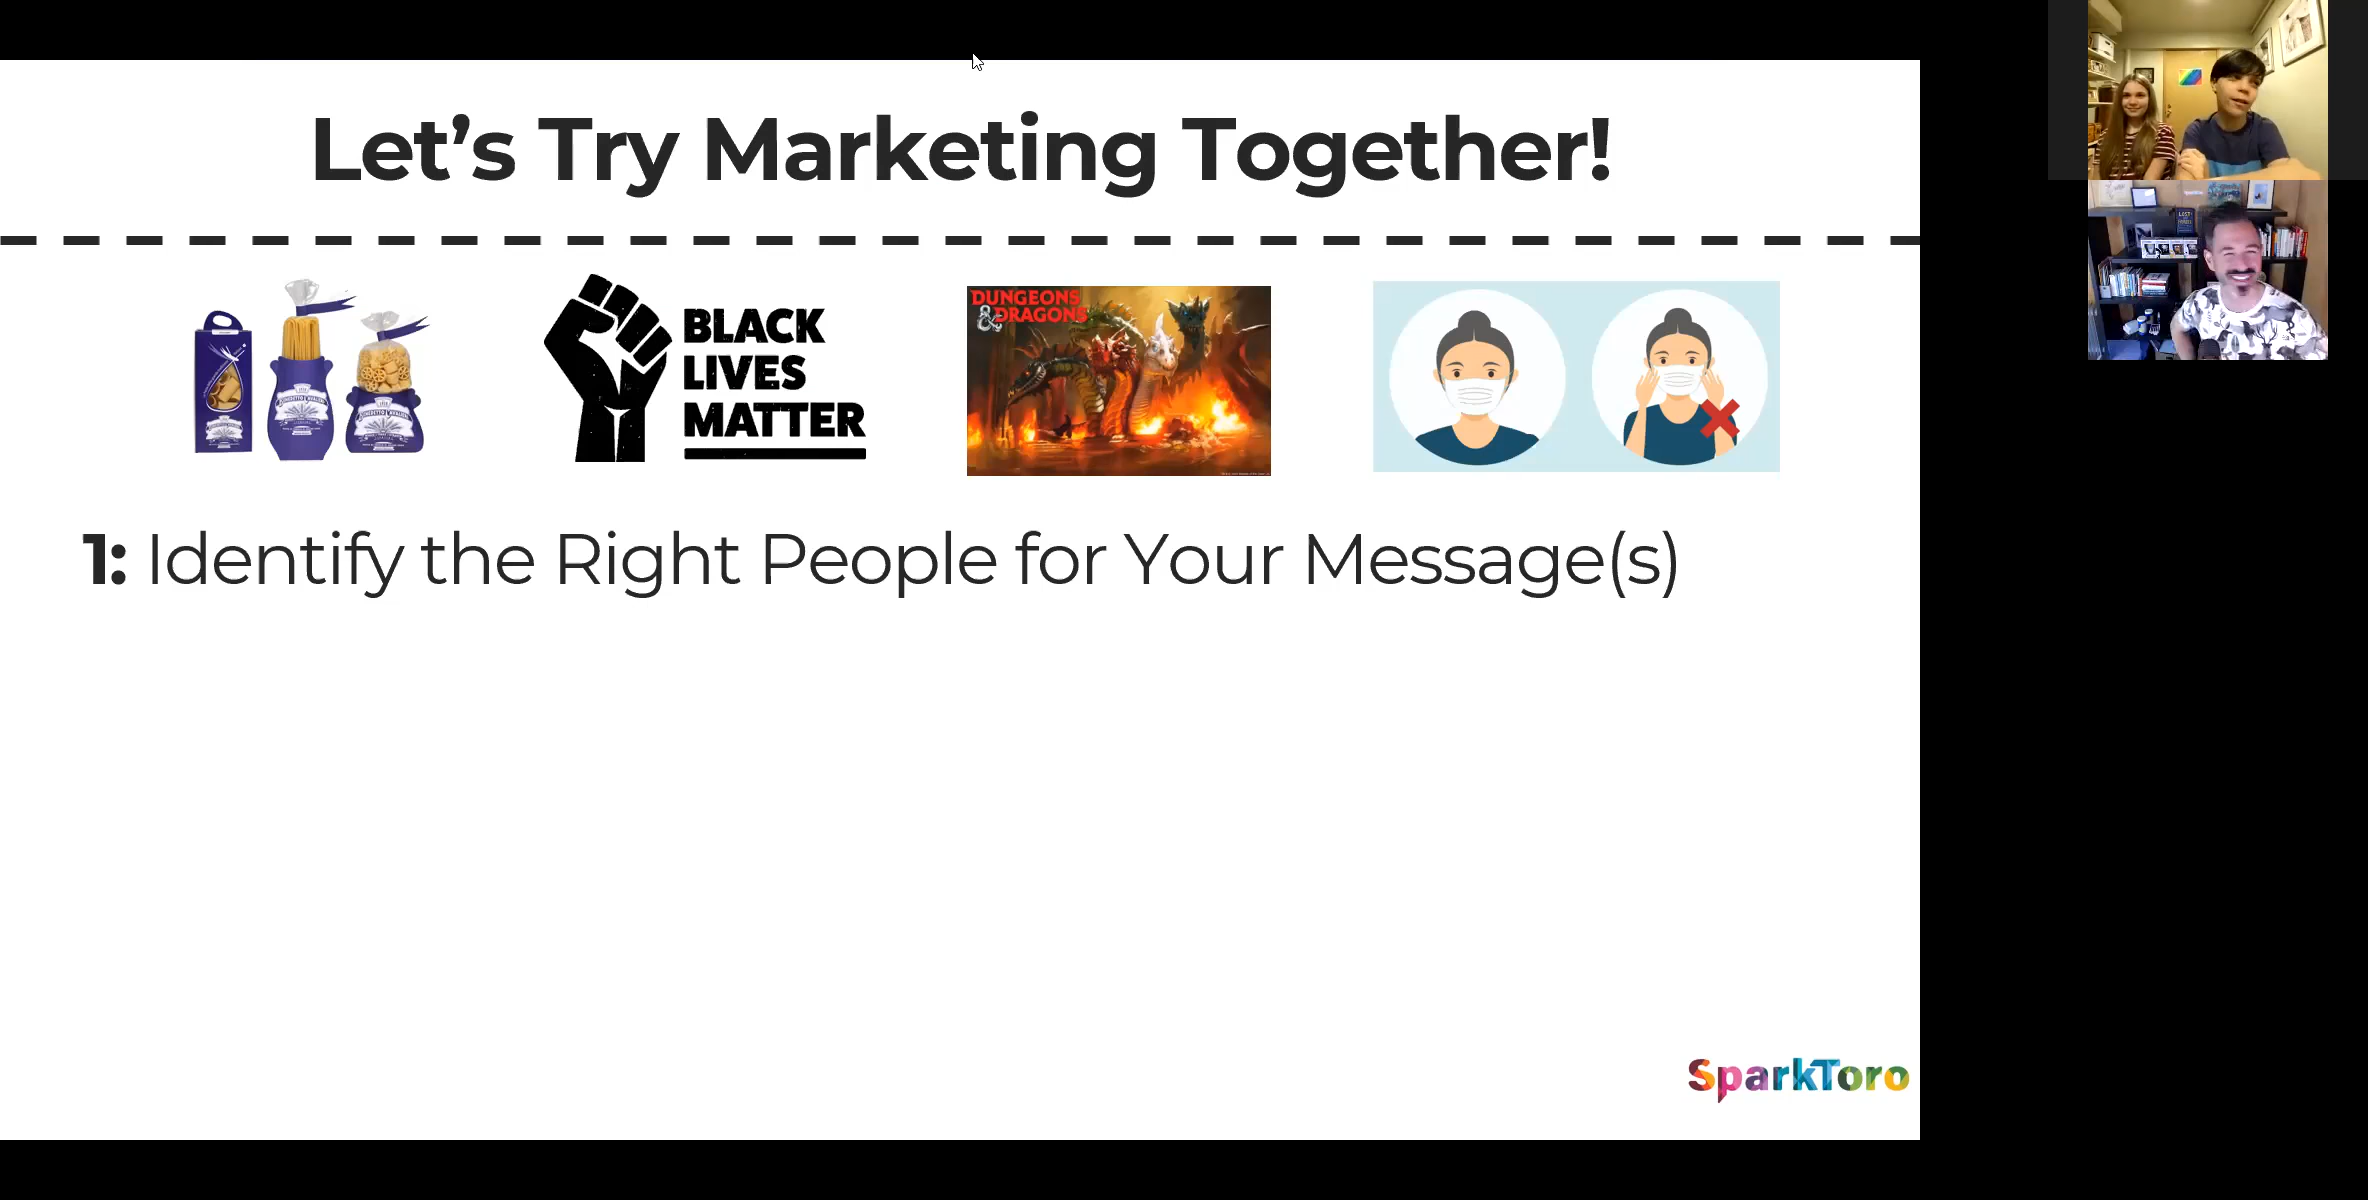 Let's Try Marketing Together!
BLACK
LIVES
MATTER
DUNGEONS
& DRAGONS
1: Identify the Right People for Your Message(s)
SparkToro